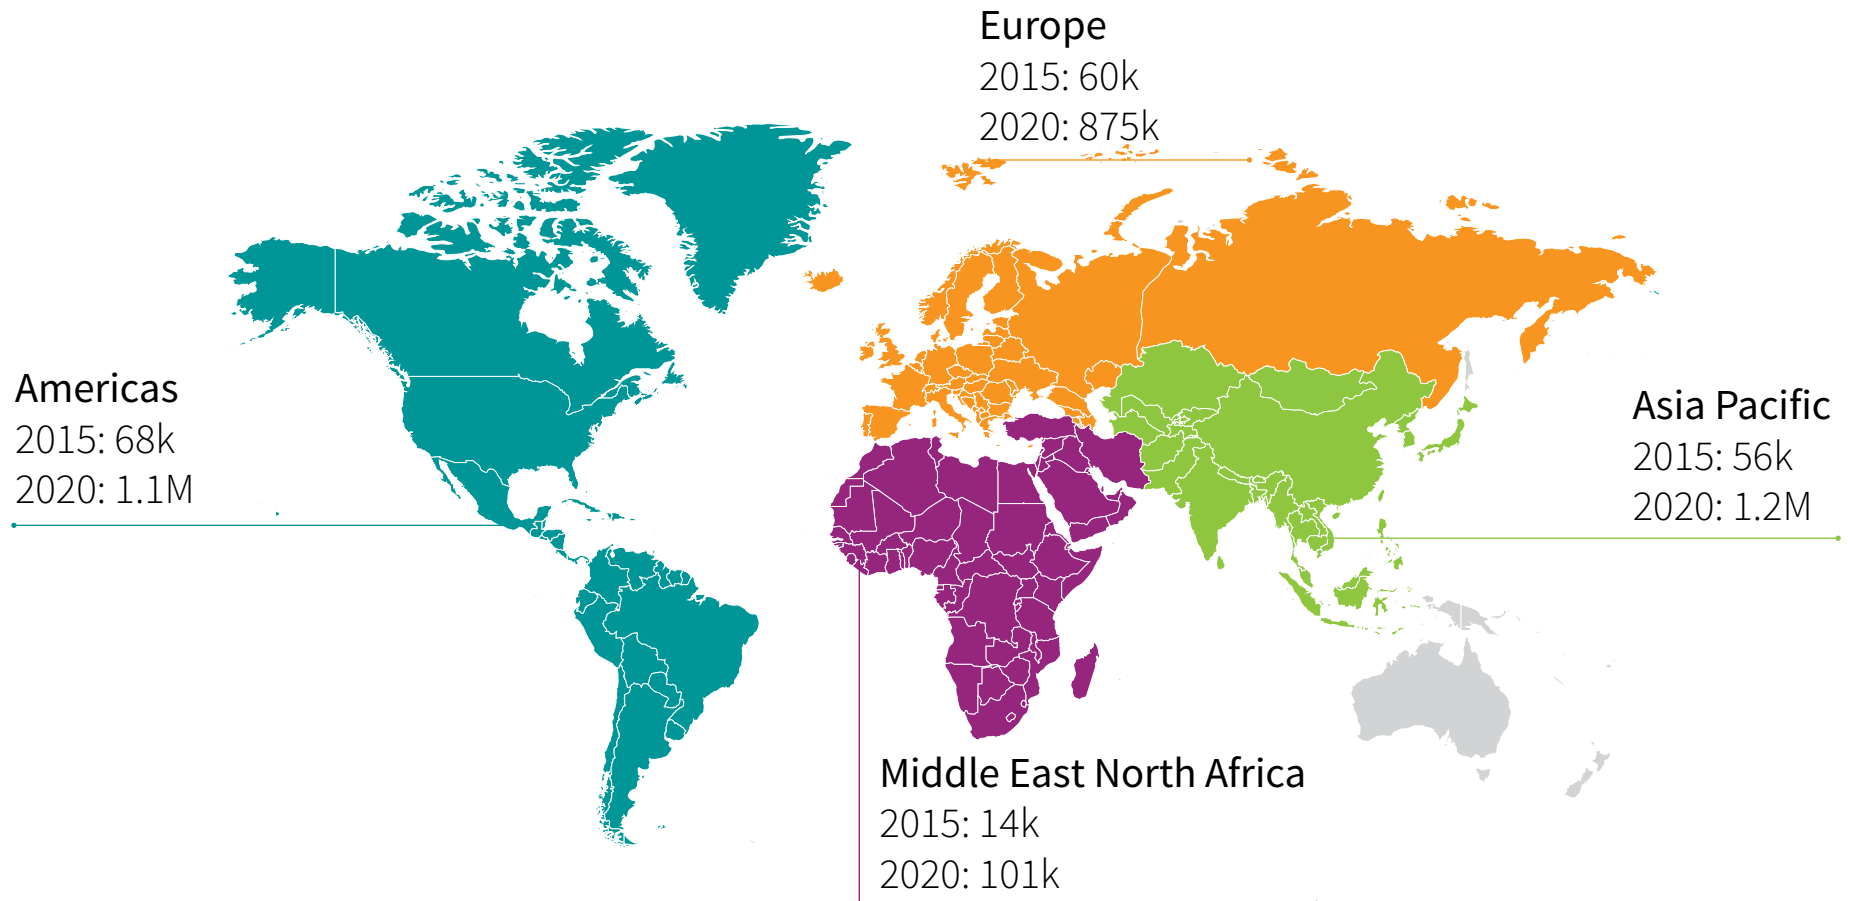 Europe
2015: 60k
2020: 875k
Americas
2015: 68k
2020: 1.1M
Asia Pacific
2015: 56k
2020: 1.2M
Middle East North Africa
2015: 14k
2020: 101k